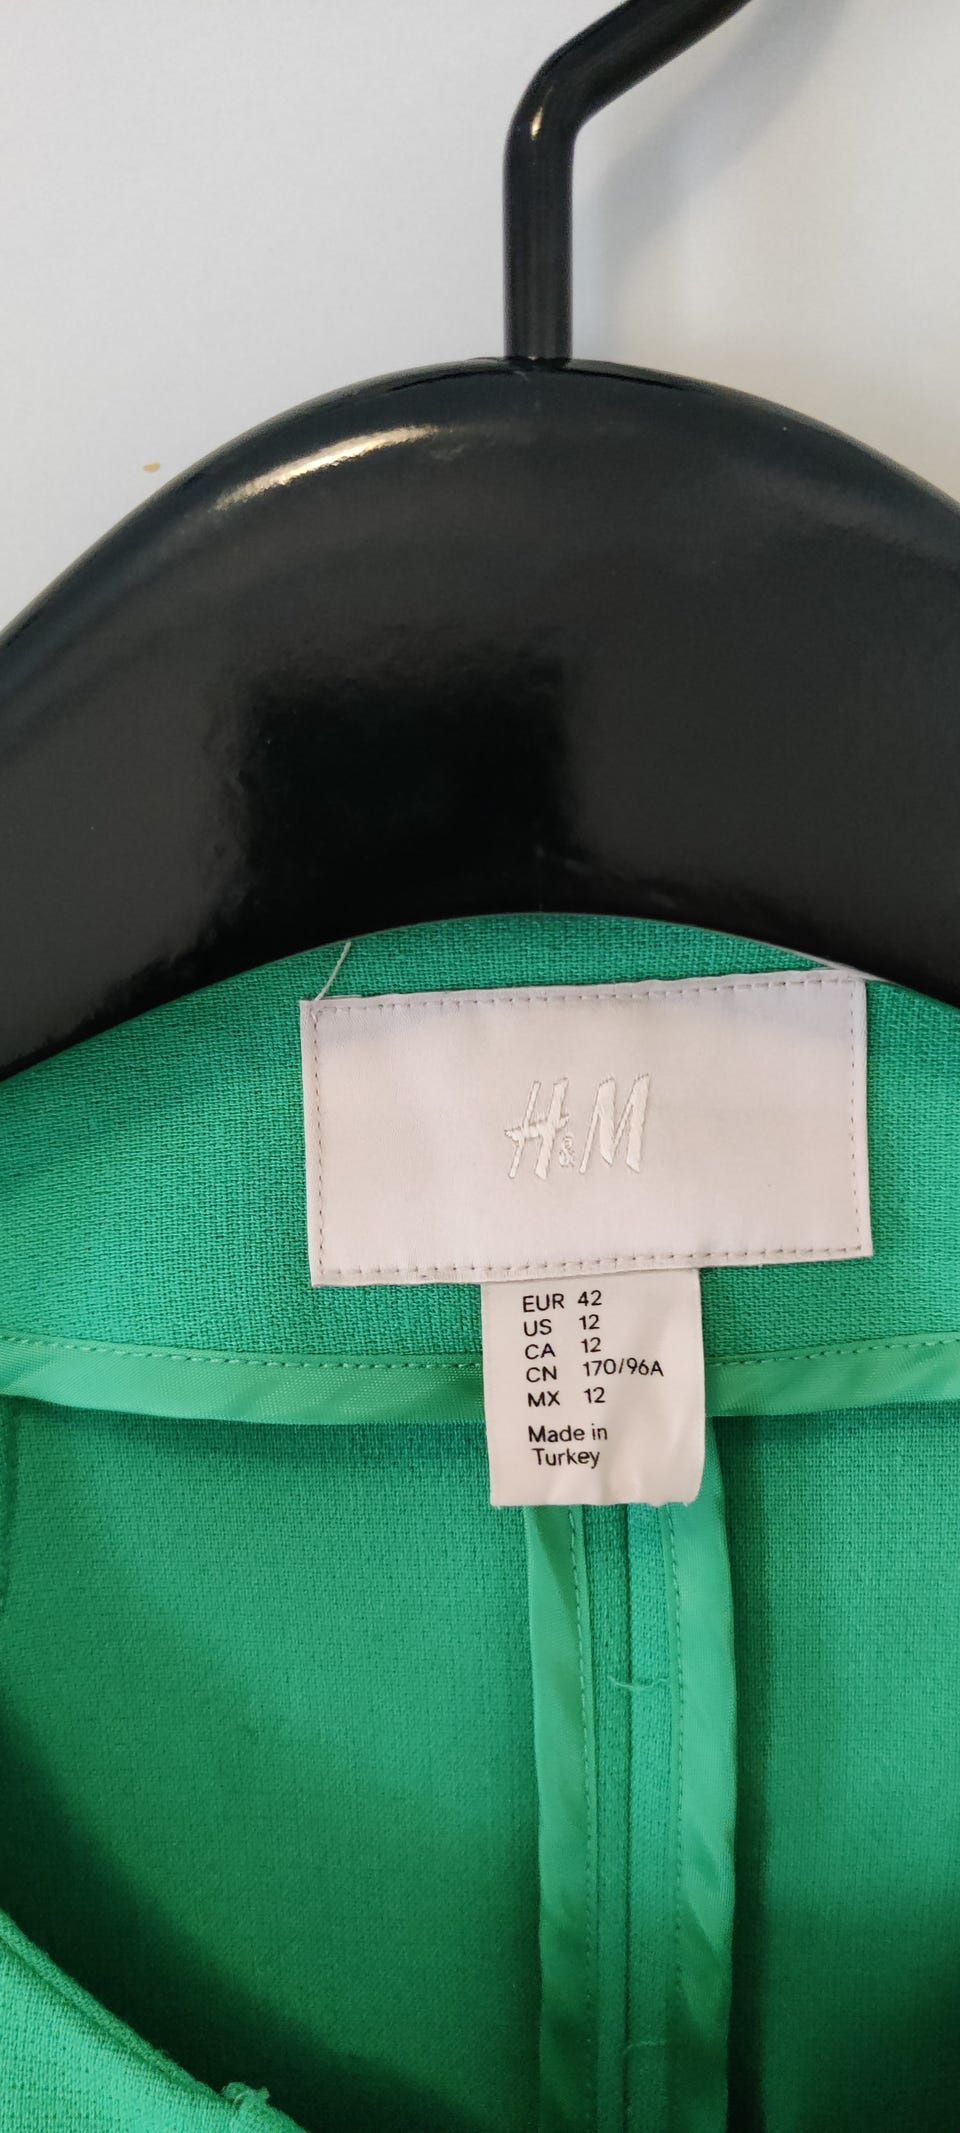 H&M
EUR 42
US 12
CA 12
CN 170/96A
MX 12
Made in
Turkey